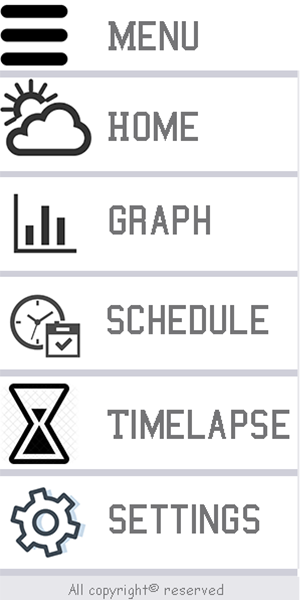 MENU
HOME
GRAPH
SCHEDULE
TIMELAPSE
SETTINGS
All copyright© reserved